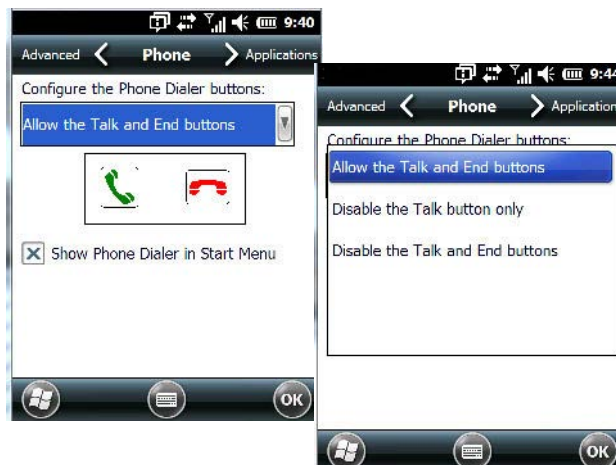 9:40
Advanced Phone Applications
Configure the Phone Dialer buttons:
Allow the Talk and End buttons
Show Phone Dialer in Start Menu
OK
9:44
Advanced Phone Application
Configure the Phone Dialer buttons:
Allow the Talk and End buttons
Disable the Talk button only
Disable the Talk and End buttons
OK